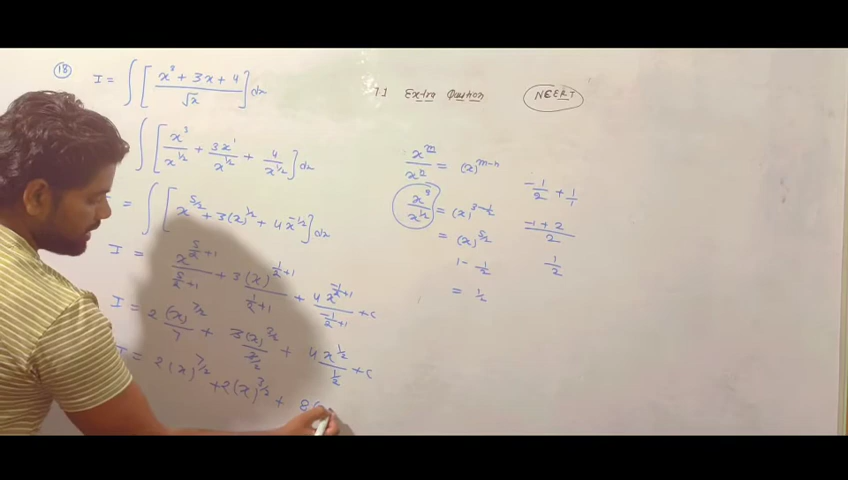 18 I = ∫ [ (x³ + 3x + 4) / √x ] dx
∫ [ x³/x^(1/2) + 3x¹/x^(1/2) + 4/x^(1/2) ] dx
= ∫ [ x^(5/2) + 3(x)^(1/2) + 4x^(-1/2) ] dx
I = x^(5/2+1)/(5/2+1) + 3(x)^(1/2+1)/(1/2+1) + 4x^(-1/2+1)/(-1/2+1) + c
I = 2(x)^(7/2)/7 + 3(x)^(3/2)/(3/2) + 4x^(1/2)/(1/2) + c
I = 2(x)^(7/2) + 2(x)^(3/2) + 8(
7.1 Extra Question NCERT
x^m/x^n = (x)^(m-n)
x³/x^(1/2) = (x)^(3-1/2)
= (x)^(5/2)
1 - 1/2
= 1/2
-1/2 + 1/1
(-1+2)/2
1/2